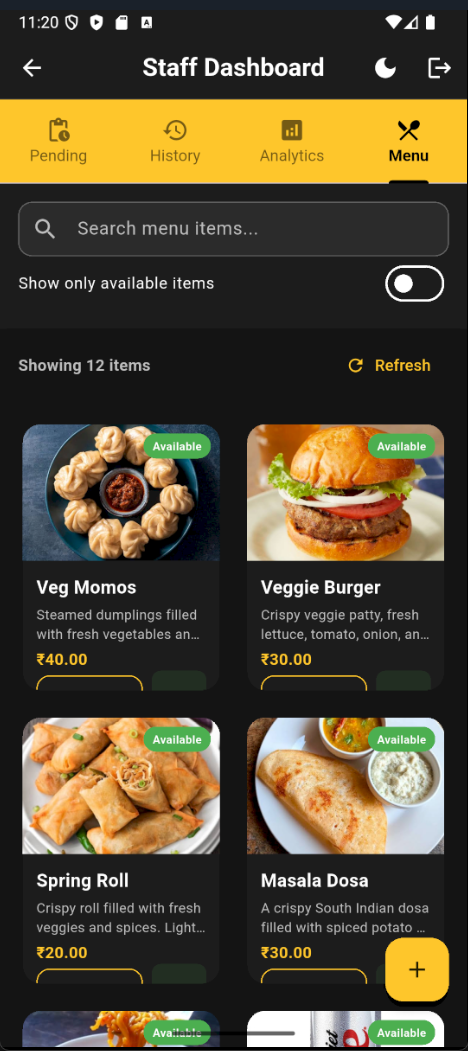 11:20
Staff Dashboard
Pending
History
Analytics
Menu
Search menu items...
Show only available items
Showing 12 items
Refresh
Available
Available
Veg Momos
Steamed dumplings filled
with fresh vegetables an...
₹40.00
Veggie Burger
Crispy veggie patty, fresh
lettuce, tomato, onion, an...
₹30.00
Available
Available
Spring Roll
Crispy roll filled with fresh
veggies and spices. Light...
₹20.00
Masala Dosa
A crispy South Indian dosa
filled with spiced potato ...
₹30.00
+
Available
Available